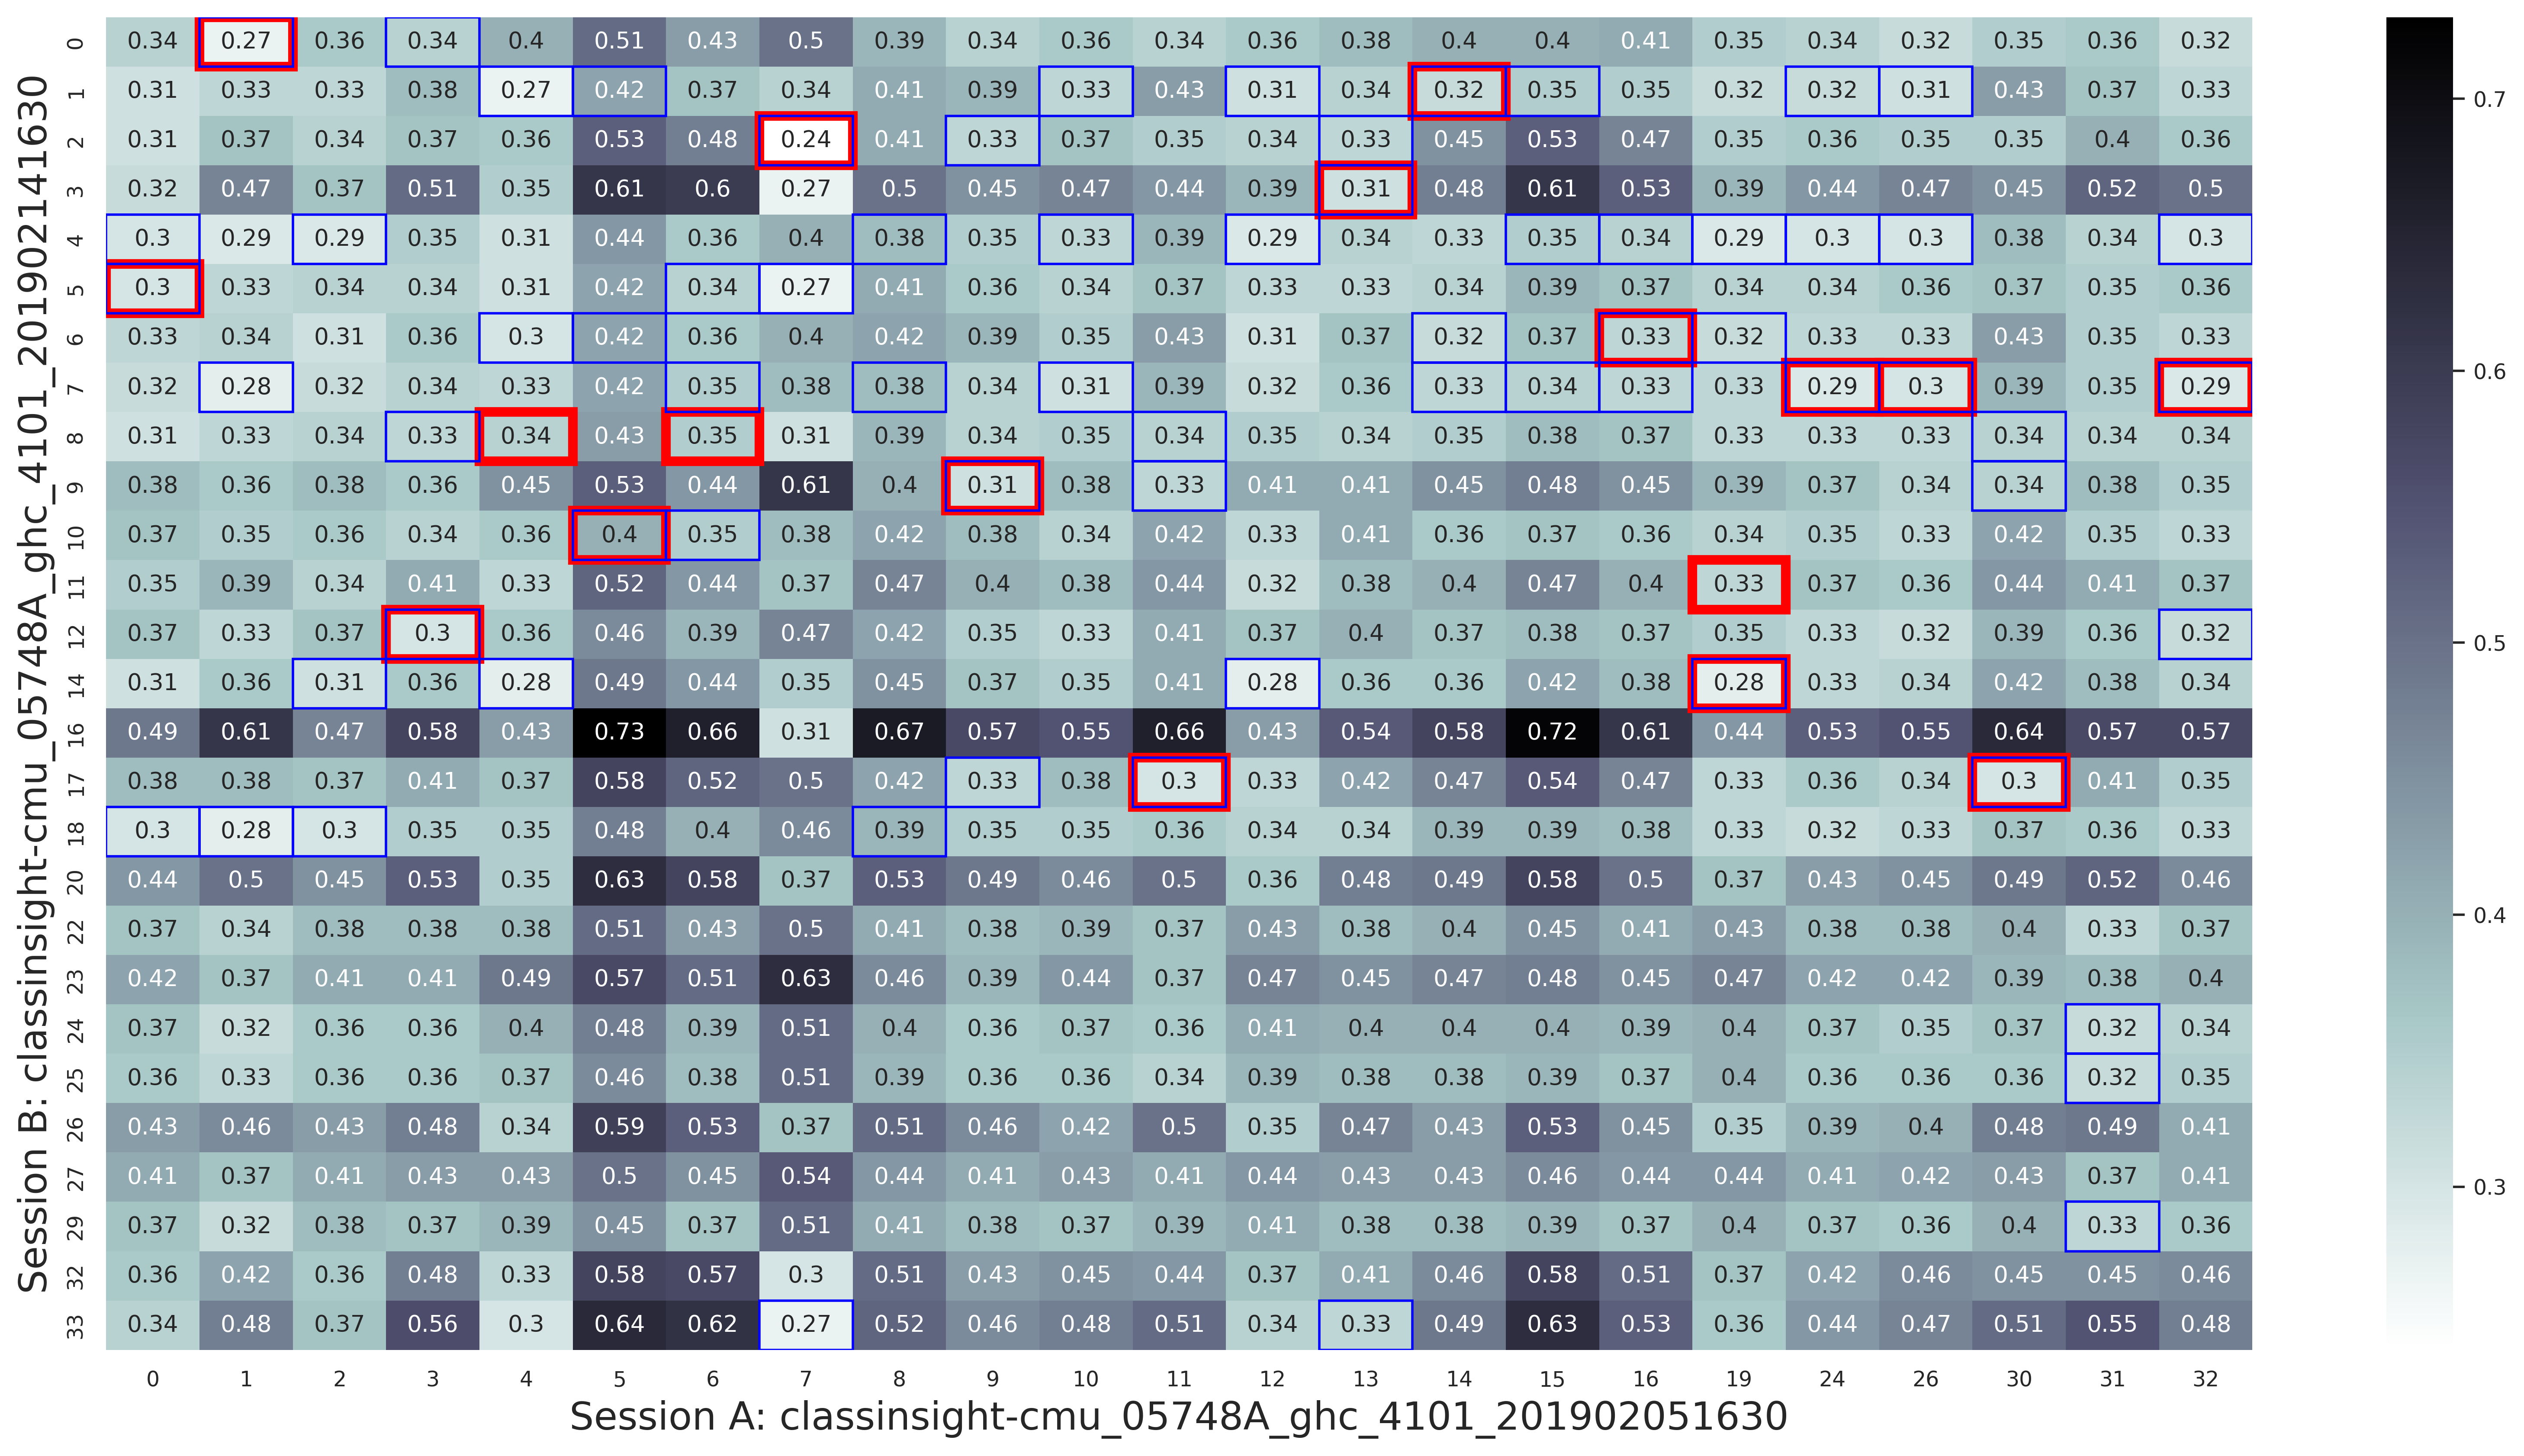 Session B: classinsight-cmu_05748A_ghc_4101_201902141630
0 0.34 0.27 0.36 0.34 0.4 0.51 0.43 0.5 0.39 0.34 0.36 0.34 0.36 0.38 0.4 0.4 0.41 0.35 0.34 0.32 0.35 0.36 0.32
1 0.31 0.33 0.33 0.38 0.27 0.42 0.37 0.34 0.41 0.39 0.33 0.43 0.31 0.34 0.32 0.35 0.35 0.32 0.32 0.31 0.43 0.37 0.33
2 0.31 0.37 0.34 0.37 0.36 0.53 0.48 0.24 0.41 0.33 0.37 0.35 0.34 0.33 0.45 0.53 0.47 0.35 0.36 0.35 0.35 0.4 0.36
3 0.32 0.47 0.37 0.51 0.35 0.61 0.6 0.27 0.5 0.45 0.47 0.44 0.39 0.31 0.48 0.61 0.53 0.39 0.44 0.47 0.45 0.52 0.5
4 0.3 0.29 0.29 0.35 0.31 0.44 0.36 0.4 0.38 0.35 0.33 0.39 0.29 0.34 0.33 0.35 0.34 0.29 0.3 0.3 0.38 0.34 0.3
5 0.3 0.33 0.34 0.34 0.31 0.42 0.34 0.27 0.41 0.36 0.34 0.37 0.33 0.33 0.34 0.39 0.37 0.34 0.34 0.36 0.37 0.35 0.36
6 0.33 0.34 0.31 0.36 0.3 0.42 0.36 0.4 0.42 0.39 0.35 0.43 0.31 0.37 0.32 0.37 0.33 0.32 0.33 0.33 0.43 0.35 0.33
7 0.32 0.28 0.32 0.34 0.33 0.42 0.35 0.38 0.38 0.34 0.31 0.39 0.32 0.36 0.33 0.34 0.33 0.33 0.29 0.3 0.39 0.35 0.29
8 0.31 0.33 0.34 0.33 0.34 0.43 0.35 0.31 0.39 0.34 0.35 0.34 0.35 0.34 0.35 0.38 0.37 0.33 0.33 0.33 0.34 0.34 0.34
9 0.38 0.36 0.38 0.36 0.45 0.53 0.44 0.61 0.4 0.31 0.38 0.33 0.41 0.41 0.45 0.48 0.45 0.39 0.37 0.34 0.34 0.38 0.35
10 0.37 0.35 0.36 0.34 0.36 0.4 0.35 0.38 0.42 0.38 0.34 0.42 0.33 0.41 0.36 0.37 0.36 0.34 0.35 0.33 0.42 0.35 0.33
11 0.35 0.39 0.34 0.41 0.33 0.52 0.44 0.37 0.47 0.4 0.38 0.44 0.32 0.38 0.4 0.47 0.4 0.33 0.37 0.36 0.44 0.41 0.37
12 0.37 0.33 0.37 0.3 0.36 0.46 0.39 0.47 0.42 0.35 0.33 0.41 0.37 0.4 0.37 0.38 0.37 0.35 0.33 0.32 0.39 0.36 0.32
14 0.31 0.36 0.31 0.36 0.28 0.49 0.44 0.35 0.45 0.37 0.35 0.41 0.28 0.36 0.36 0.42 0.38 0.28 0.33 0.34 0.42 0.38 0.34
16 0.49 0.61 0.47 0.58 0.43 0.73 0.66 0.31 0.67 0.57 0.55 0.66 0.43 0.54 0.58 0.72 0.61 0.44 0.53 0.55 0.64 0.57 0.57
17 0.38 0.38 0.37 0.41 0.37 0.58 0.52 0.5 0.42 0.33 0.38 0.3 0.33 0.42 0.47 0.54 0.47 0.33 0.36 0.34 0.3 0.41 0.35
18 0.3 0.28 0.3 0.35 0.35 0.48 0.4 0.46 0.39 0.35 0.35 0.36 0.34 0.34 0.39 0.39 0.38 0.33 0.32 0.33 0.37 0.36 0.33
20 0.44 0.5 0.45 0.53 0.35 0.63 0.58 0.37 0.53 0.49 0.46 0.5 0.36 0.48 0.49 0.58 0.5 0.37 0.43 0.45 0.49 0.52 0.46
22 0.37 0.34 0.38 0.38 0.38 0.51 0.43 0.5 0.41 0.38 0.39 0.37 0.43 0.38 0.4 0.45 0.41 0.43 0.38 0.38 0.4 0.33 0.37
23 0.42 0.37 0.41 0.41 0.49 0.57 0.51 0.63 0.46 0.39 0.44 0.37 0.47 0.45 0.47 0.48 0.45 0.47 0.42 0.42 0.39 0.38 0.4
24 0.37 0.32 0.36 0.36 0.4 0.48 0.39 0.51 0.4 0.36 0.37 0.36 0.41 0.4 0.4 0.4 0.39 0.4 0.37 0.35 0.37 0.32 0.34
25 0.36 0.33 0.36 0.36 0.37 0.46 0.38 0.51 0.39 0.36 0.36 0.34 0.39 0.38 0.38 0.39 0.37 0.4 0.36 0.36 0.36 0.32 0.35
26 0.43 0.46 0.43 0.48 0.34 0.59 0.53 0.37 0.51 0.46 0.42 0.5 0.35 0.47 0.43 0.53 0.45 0.35 0.39 0.4 0.48 0.49 0.41
27 0.41 0.37 0.41 0.43 0.43 0.5 0.45 0.54 0.44 0.41 0.43 0.41 0.44 0.43 0.43 0.46 0.44 0.44 0.41 0.42 0.43 0.37 0.41
29 0.37 0.32 0.38 0.37 0.39 0.45 0.37 0.51 0.41 0.38 0.37 0.39 0.41 0.38 0.38 0.39 0.37 0.4 0.37 0.36 0.4 0.33 0.36
32 0.36 0.42 0.36 0.48 0.33 0.58 0.57 0.3 0.51 0.43 0.45 0.44 0.37 0.41 0.46 0.58 0.51 0.37 0.42 0.46 0.45 0.45 0.46
33 0.34 0.48 0.37 0.56 0.3 0.64 0.62 0.27 0.52 0.46 0.48 0.51 0.34 0.33 0.49 0.63 0.53 0.36 0.44 0.47 0.51 0.55 0.48
0 1 2 3 4 5 6 7 8 9 10 11 12 13 14 15 16 19 24 26 30 31 32
Session A: classinsight-cmu_05748A_ghc_4101_201902051630
0.7
0.6
0.5
0.4
0.3